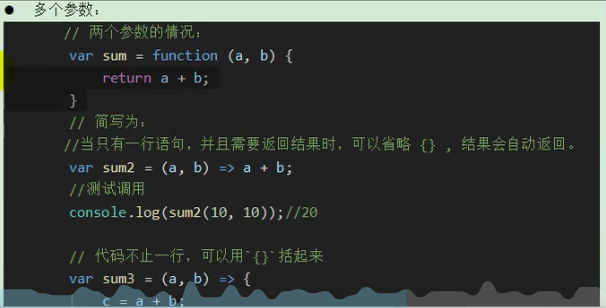 ● 多个参数：
// 两个参数的情况：
var sum = function (a, b) {
return a + b;
}
// 简写为：
//当只有一行语句，并且需要返回结果时，可以省略 {} , 结果会自动返回。
var sum2 = (a, b) => a + b;
//测试调用
console.log(sum2(10, 10));//20
// 代码不止一行，可以用`{}`括起来
var sum3 = (a, b) => {
c = a + b;